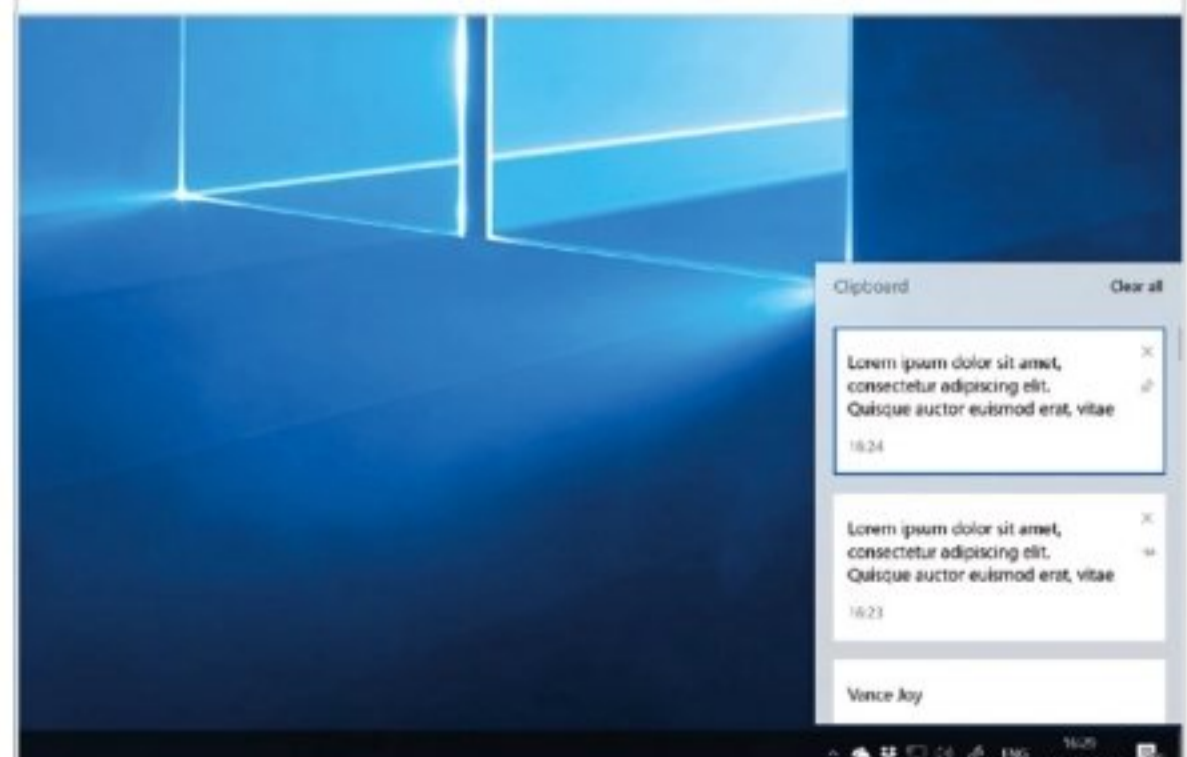 Clipboard Clear all
Lorem ipsum dolor sit amet,
consectetur adipiscing elit.
Quisque auctor euismod erat, vitae
16:24
Lorem ipsum dolor sit amet,
consectetur adipiscing elit.
Quisque auctor euismod erat, vitae
16:23
Vance Joy
ENG